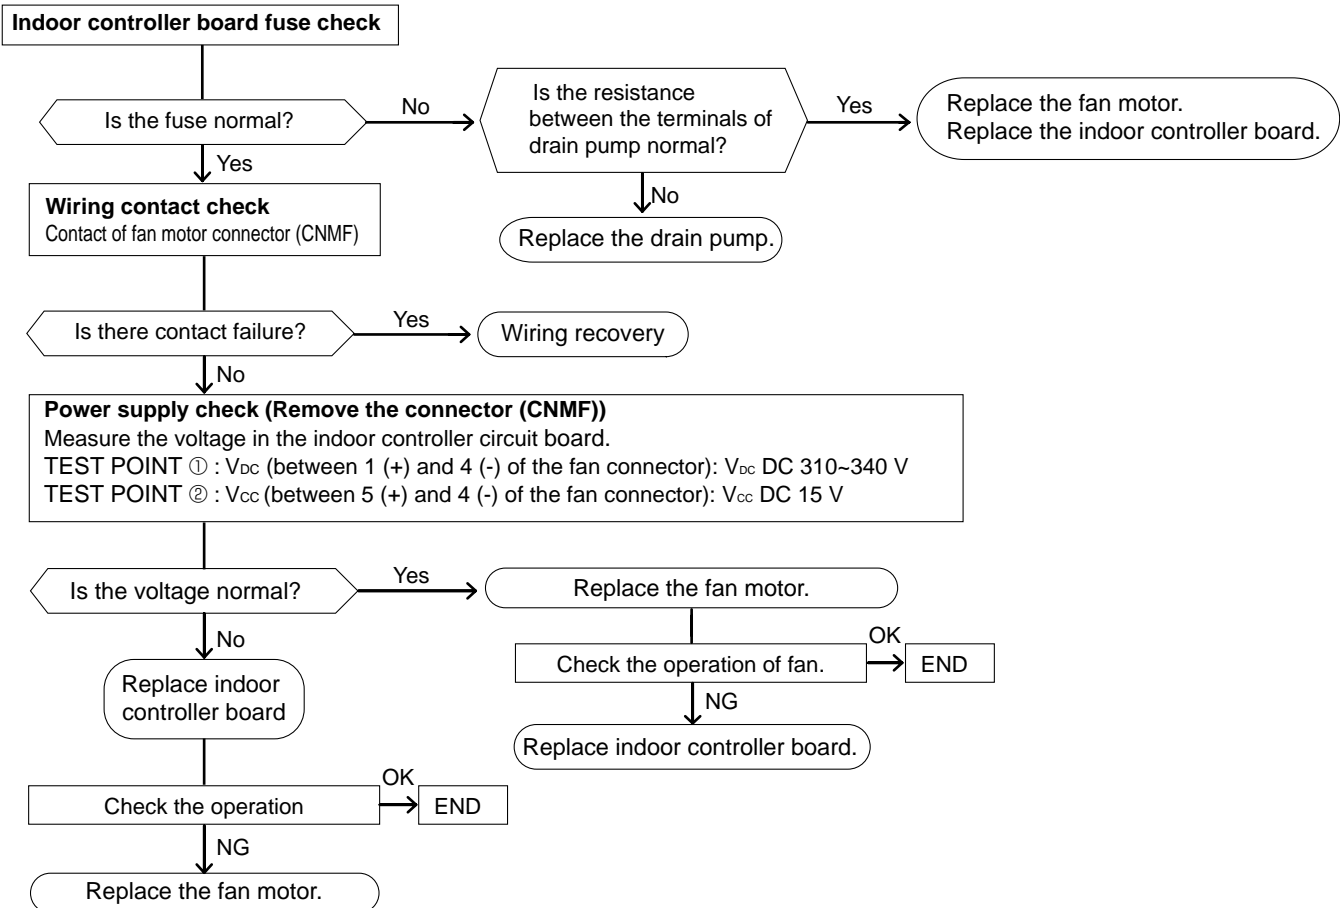 Indoor controller board fuse check
Is the fuse normal?
No
Is the resistance
between the terminals of
drain pump normal?
Yes
Replace the fan motor.
Replace the indoor controller board.
Yes
No
Wiring contact check
Contact of fan motor connector (CNMF)
Replace the drain pump.
Is there contact failure?
Yes
Wiring recovery
No
Power supply check (Remove the connector (CNMF))
Measure the voltage in the indoor controller circuit board.
TEST POINT ① : VDC (between 1 (+) and 4 (-) of the fan connector): VDC DC 310~340 V
TEST POINT ② : VCC (between 5 (+) and 4 (-) of the fan connector): VCC DC 15 V
Is the voltage normal?
Yes
Replace the fan motor.
No
Check the operation of fan.
OK
END
Replace indoor
controller board
NG
Replace indoor controller board.
Check the operation
OK
END
NG
Replace the fan motor.